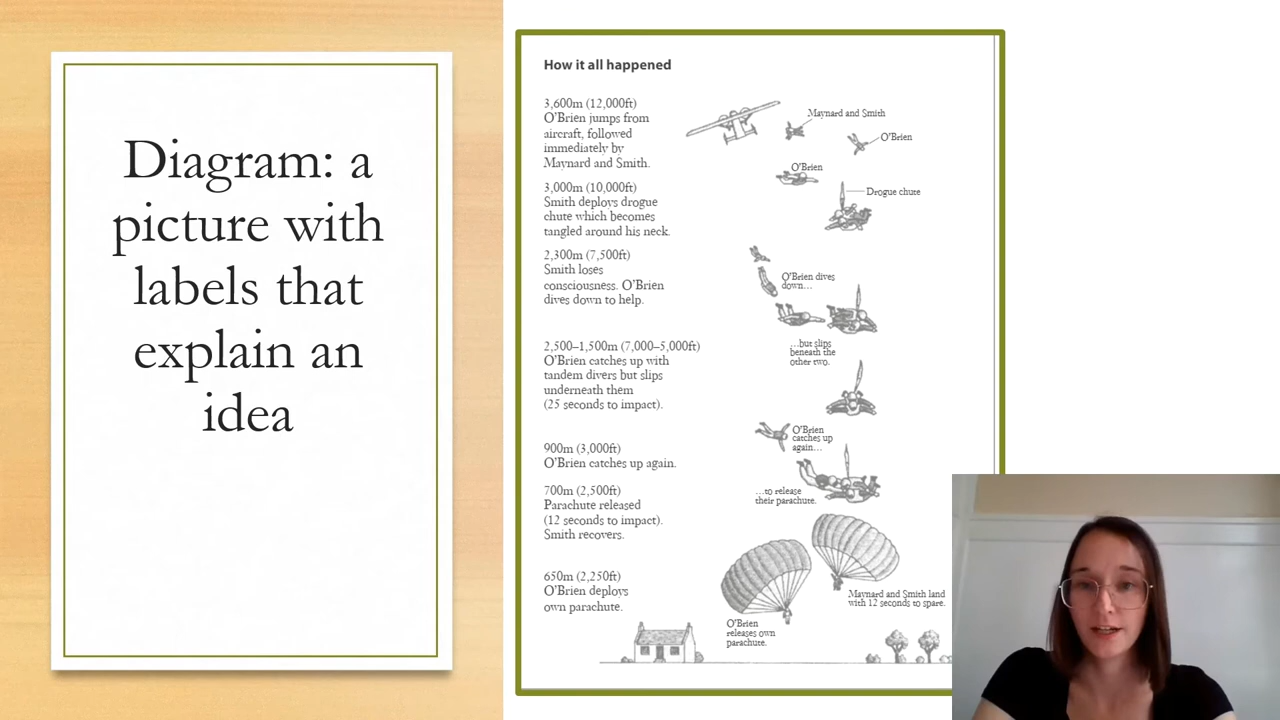 Diagram: a
picture with
labels that
explain an
idea
How it all happened
3,600m (12,000ft)
O'Brien jumps from
aircraft, followed
immediately by
Maynard and Smith.
3,000m (10,000ft)
Smith deploys drogue
chute which becomes
tangled around his neck.
2,300m (7,500ft)
Smith loses
consciousness. O'Brien
dives down to help.
2,500–1,500m (7,000–5,000ft)
O'Brien catches up with
tandem divers but slips
underneath them
(25 seconds to impact).
900m (3,000ft)
O'Brien catches up again.
700m (2,500ft)
Parachute released
(12 seconds to impact).
Smith recovers.
650m (2,250ft)
O'Brien deploys
own parachute.
Maynard and Smith
O'Brien
O'Brien
Drogue chute
O'Brien dives
down...
...but slips
beneath the
other two.
O'Brien
catches up
again...
...to release
their parachute.
Maynard and Smith land
with 12 seconds to spare.
O'Brien
releases own
parachute.